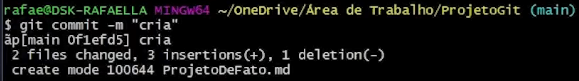 rafae@DSK-RAFAELLA MINGW64 ~/OneDrive/Área de Trabalho/ProjetoGit (main)
$ git commit -m "cria"
ãp[main 0f1efd5] cria
 2 files changed, 3 insertions(+), 1 deletion(-)
 create mode 100644 ProjetoDeFato.md